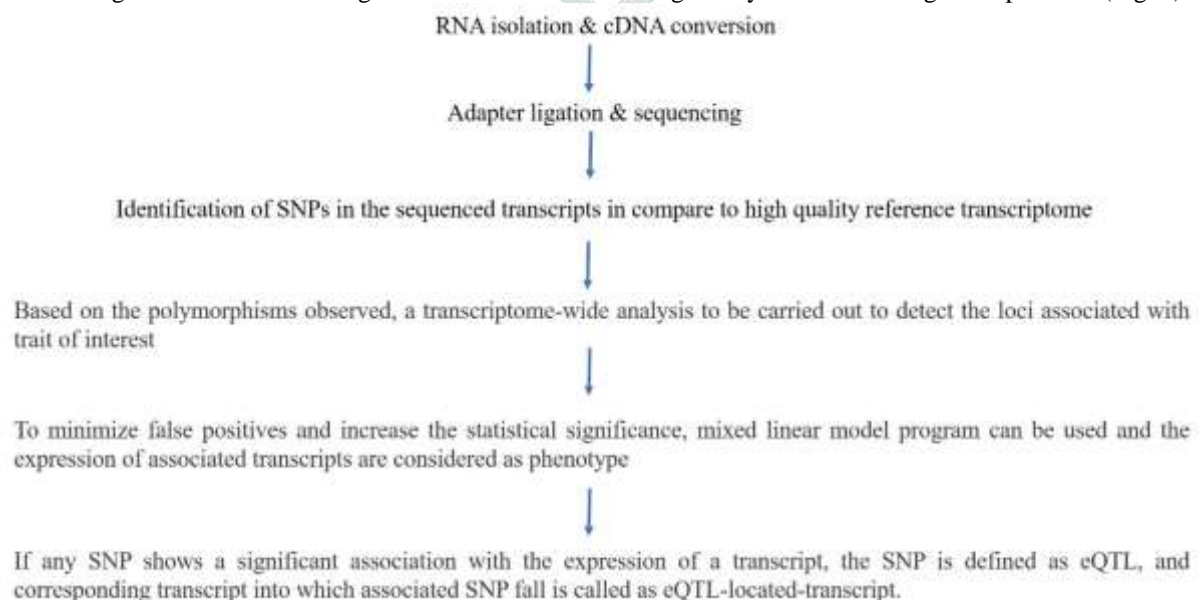 RNA isolation & cDNA conversion
Adapter ligation & sequencing
Identification of SNPs in the sequenced transcripts in compare to high quality reference transcriptome
Based on the polymorphisms observed, a transcriptome-wide analysis to be carried out to detect the loci associated with
trait of interest
To minimize false positives and increase the statistical significance, mixed linear model program can be used and the
expression of associated transcripts are considered as phenotype
If any SNP shows a significant association with the expression of a transcript, the SNP is defined as eQTL, and
corresponding transcript into which associated SNP fall is called as eQTL-located-transcript.